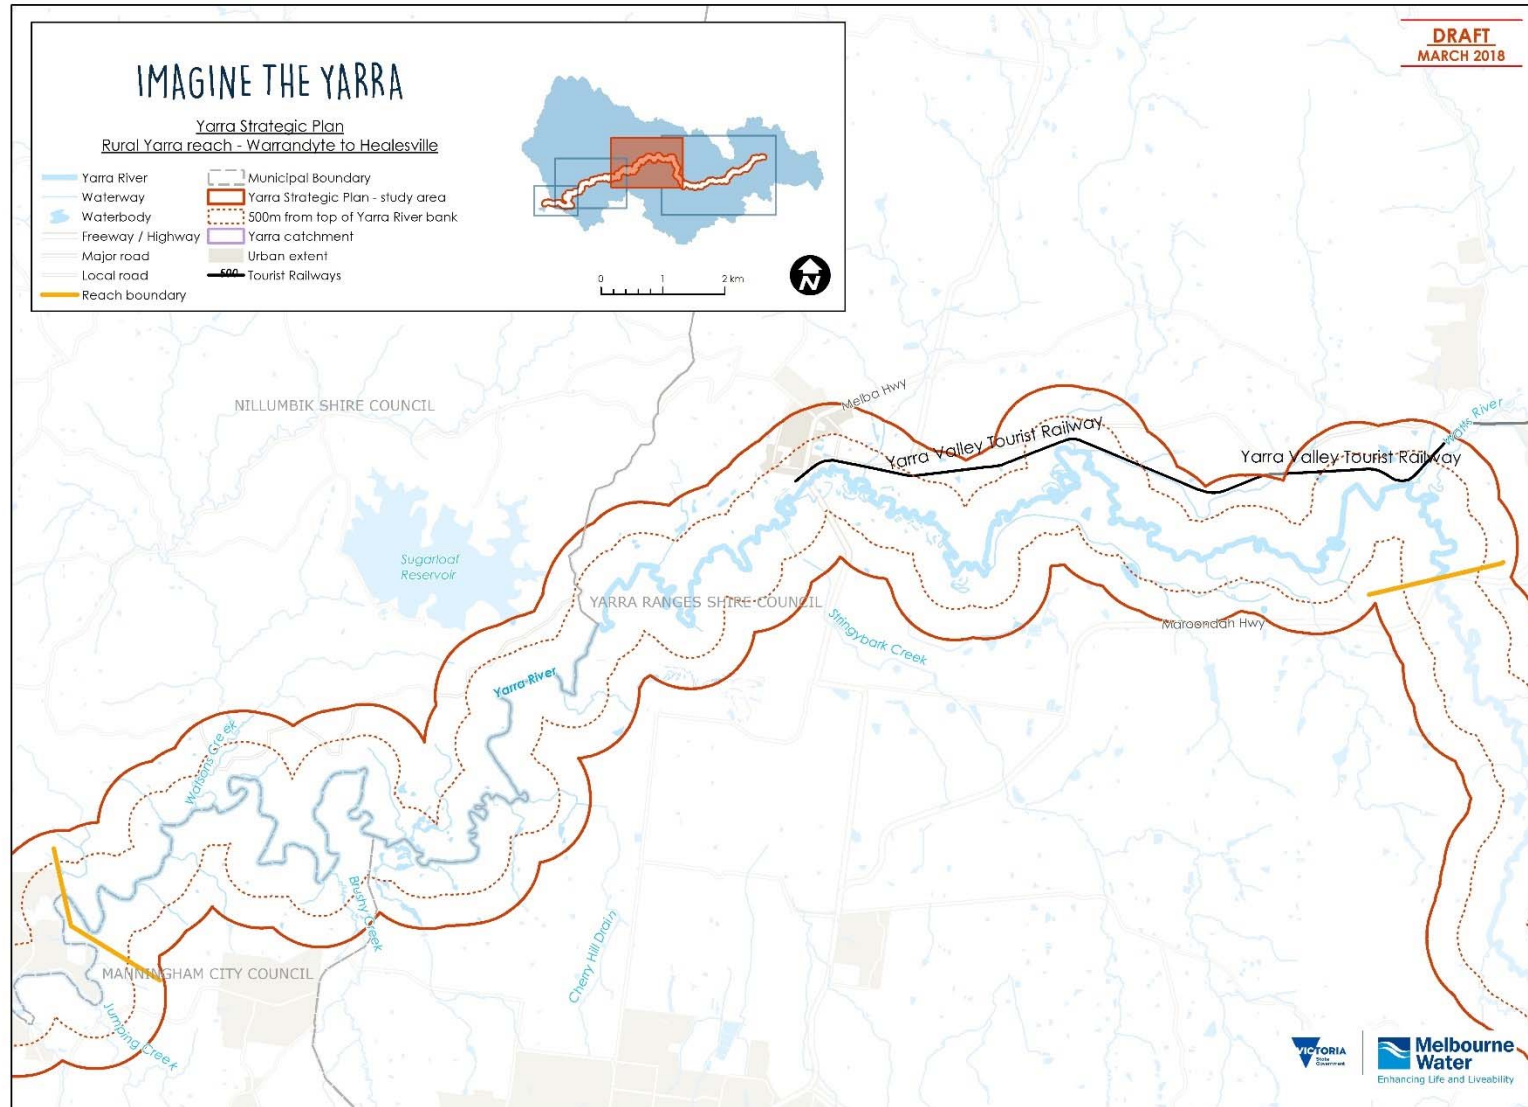 DRAFT
MARCH 2018
IMAGINE THE YARRA
Yarra Strategic Plan
Rural Yarra reach - Warrandyte to Healesville
Yarra River
Waterway
Waterbody
Freeway / Highway
Major road
Local road
Reach boundary
Municipal Boundary
Yarra Strategic Plan - study area
500m from top of Yarra River bank
Yarra catchment
Urban extent
Tourist Railways
0 1 2 km
N
NILLUMBIK SHIRE COUNCIL
Melba Hwy
Yarra Valley Tourist Railway
Yarra Valley Tourist Railway
Watts River
Sugarloaf
Reservoir
YARRA RANGES SHIRE COUNCIL
Stringybark Creek
Maroondah Hwy
Yarra River
Watsons Creek
Brushy Creek
Cherry Hill Drain
MANNINGHAM CITY COUNCIL
Jumping Creek
VICTORIA
State
Government
Melbourne
Water
Enhancing Life and Liveability